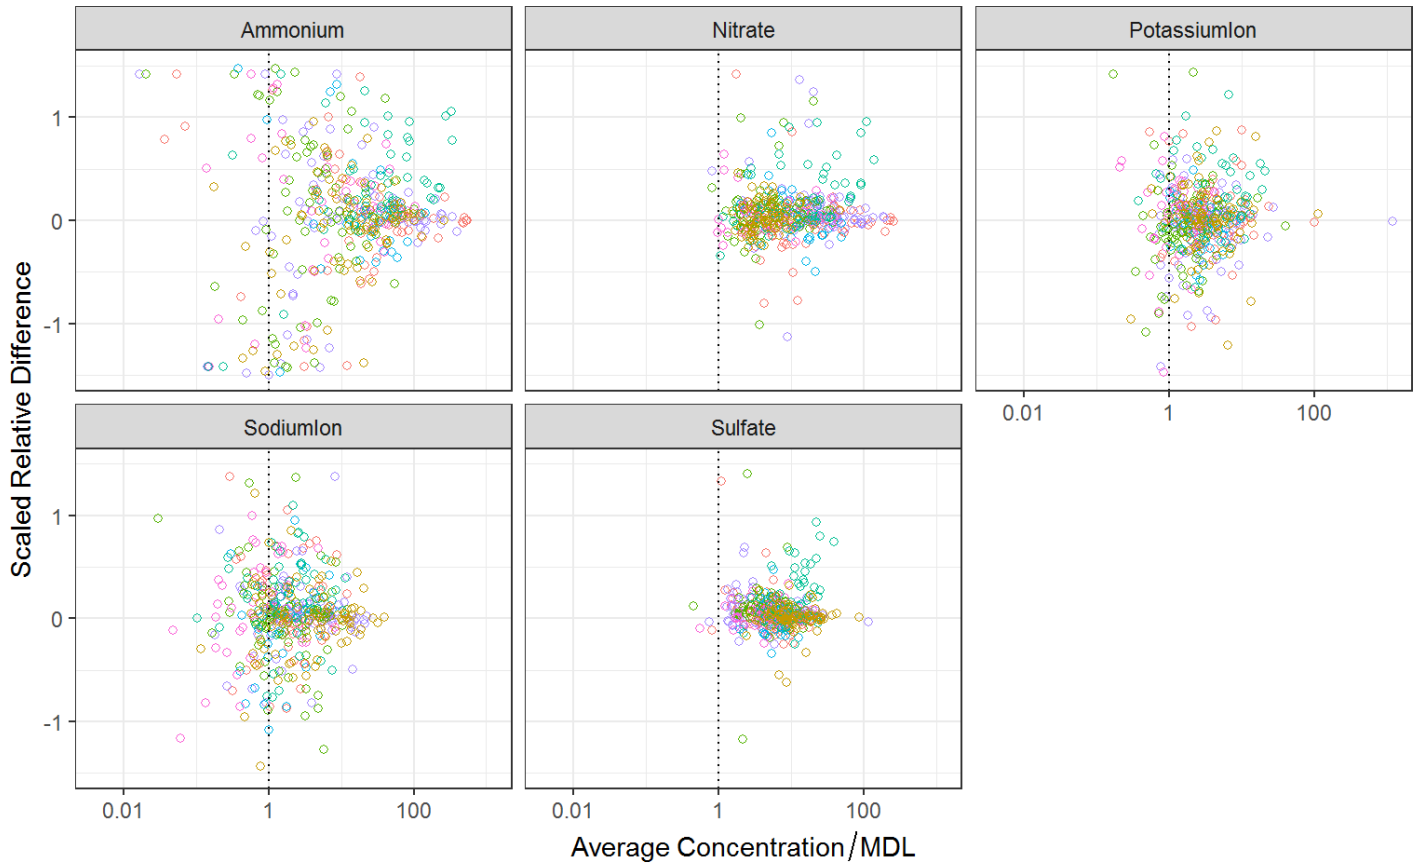 Ammonium
Nitrate
PotassiumIon
1
0
-1
0.01 1 100
SodiumIon
Sulfate
1
0
-1
0.01 1 100
0.01 1 100
Scaled Relative Difference
Average Concentration/MDL